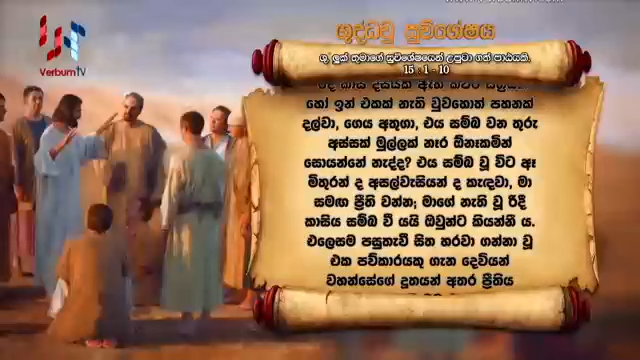 VerbumTV
ශුද්ධවූ සුවිශේෂය
ශු. ලූක් තුමාගේ සුවිශේෂයෙන් උපුටා ගත් පාඨයකි.
15 : 1 - 10
හෝ ඉන් එකක් නැති වුවහොත් පහනක්
දල්වා, ගෙය අතුගා, එය සම්බ වන තුරු
අස්සක් මුල්ලක් නෑර ඕනෑකමින්
සොයන්නේ නැද්ද? එය සම්බ වූ විට ඈ
මිතුරන් ද අසල්වැසියන් ද කැඳවා, මා
සමඟ ප්‍රීති වන්න; මාගේ නැති වූ රිදී
කාසිය සම්බ වී යයි ඔවුන්ට කියන්නී ය.
එලෙසම පසුතැවී සිත හරවා ගන්නා වූ
එක පව්කාරයකු ගැන දෙවියන්
වහන්සේගේ දූතයන් අතර ප්‍රීතිය